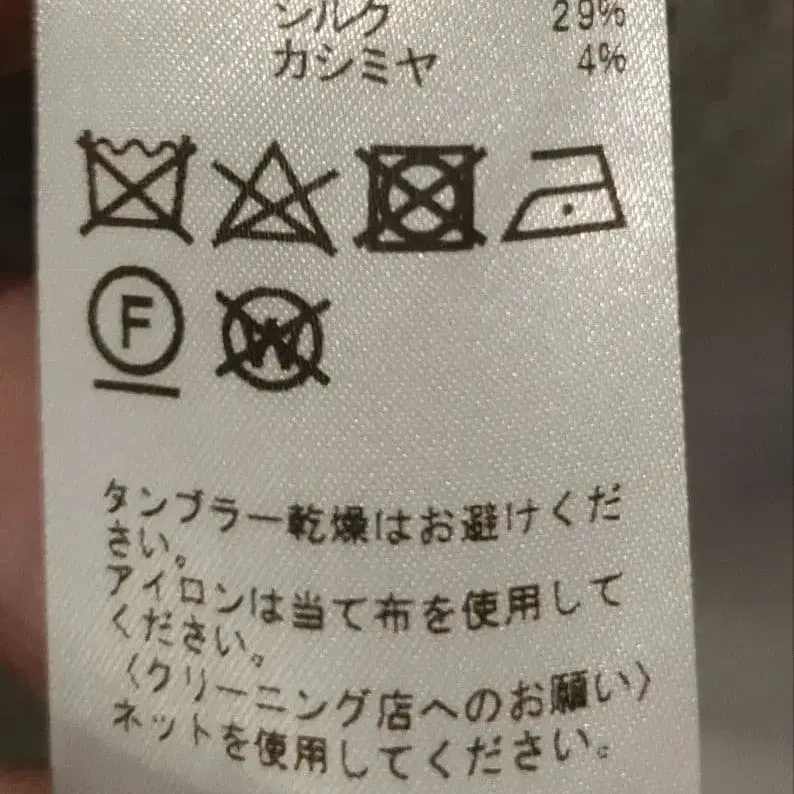 シルク 29%
カシミヤ 4%
F
W
タンブラー乾燥はお避けくだ
さい。
アイロンは当て布を使用して
ください。
〈クリーニング店へのお願い〉
ネットを使用してください。